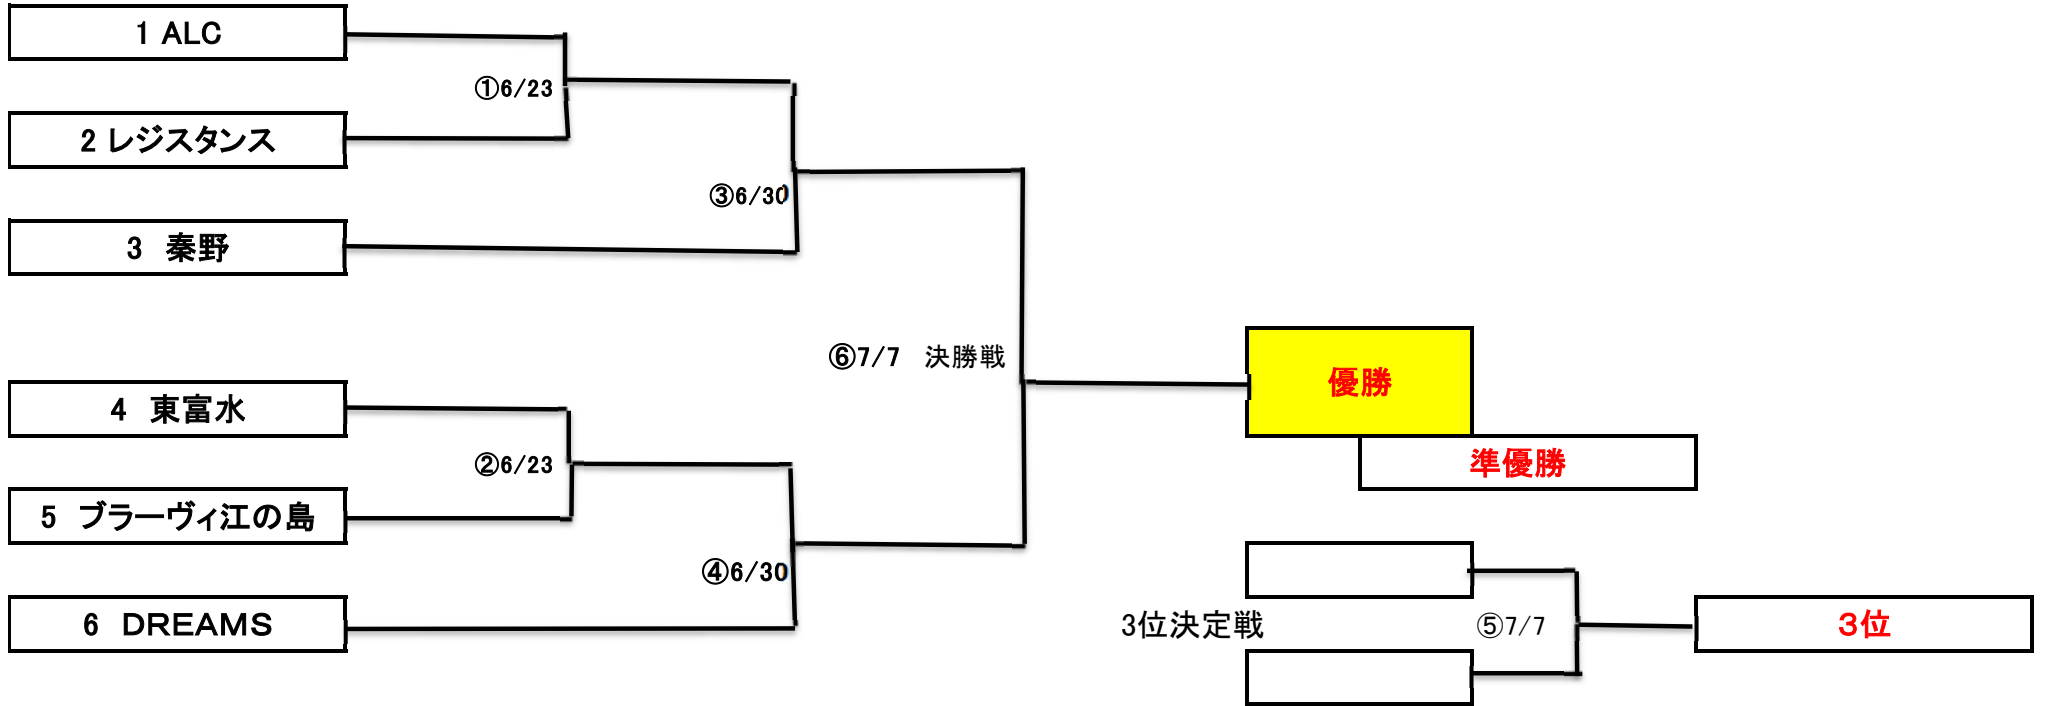 1 ALC
①6/23
2 レジスタンス
③6/30
3　秦野
⑥7/7　決勝戦
優勝
4　東富水
準優勝
②6/23
5　ブラーヴィ江の島
④6/30
6　DREAMS
3位決定戦
⑤7/7
３位